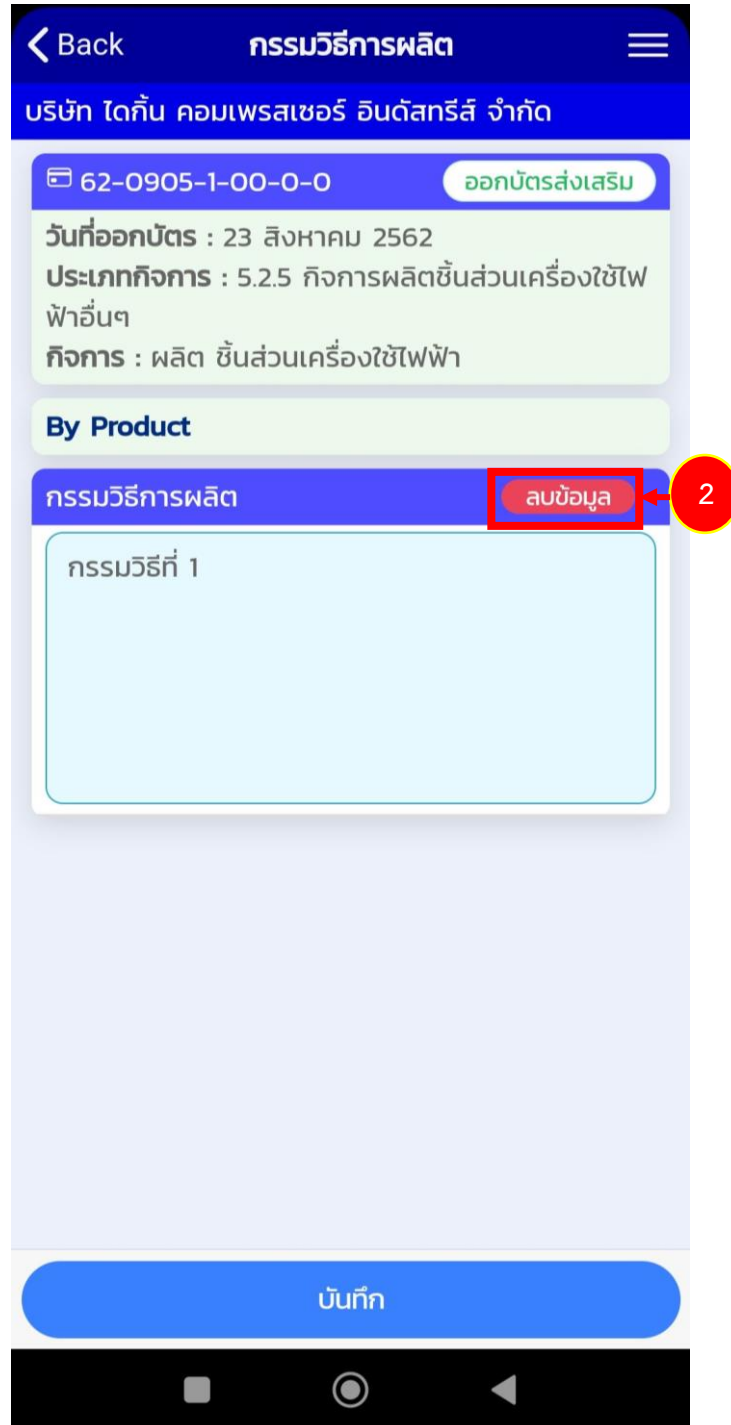 Back กรรมวิธีการผลิต
บริษัท ไดกิ้น คอมเพรสเซอร์ อินดัสทรีส์ จำกัด
62-0905-1-00-0-0 ออกบัตรส่งเสริม
วันที่ออกบัตร : 23 สิงหาคม 2562
ประเภทกิจการ : 5.2.5 กิจการผลิตชิ้นส่วนเครื่องใช้ไฟ
ฟ้าอื่นๆ
กิจการ : ผลิต ชิ้นส่วนเครื่องใช้ไฟฟ้า
By Product
กรรมวิธีการผลิต ลบข้อมูล 2
กรรมวิธีที่ 1
บันทึก